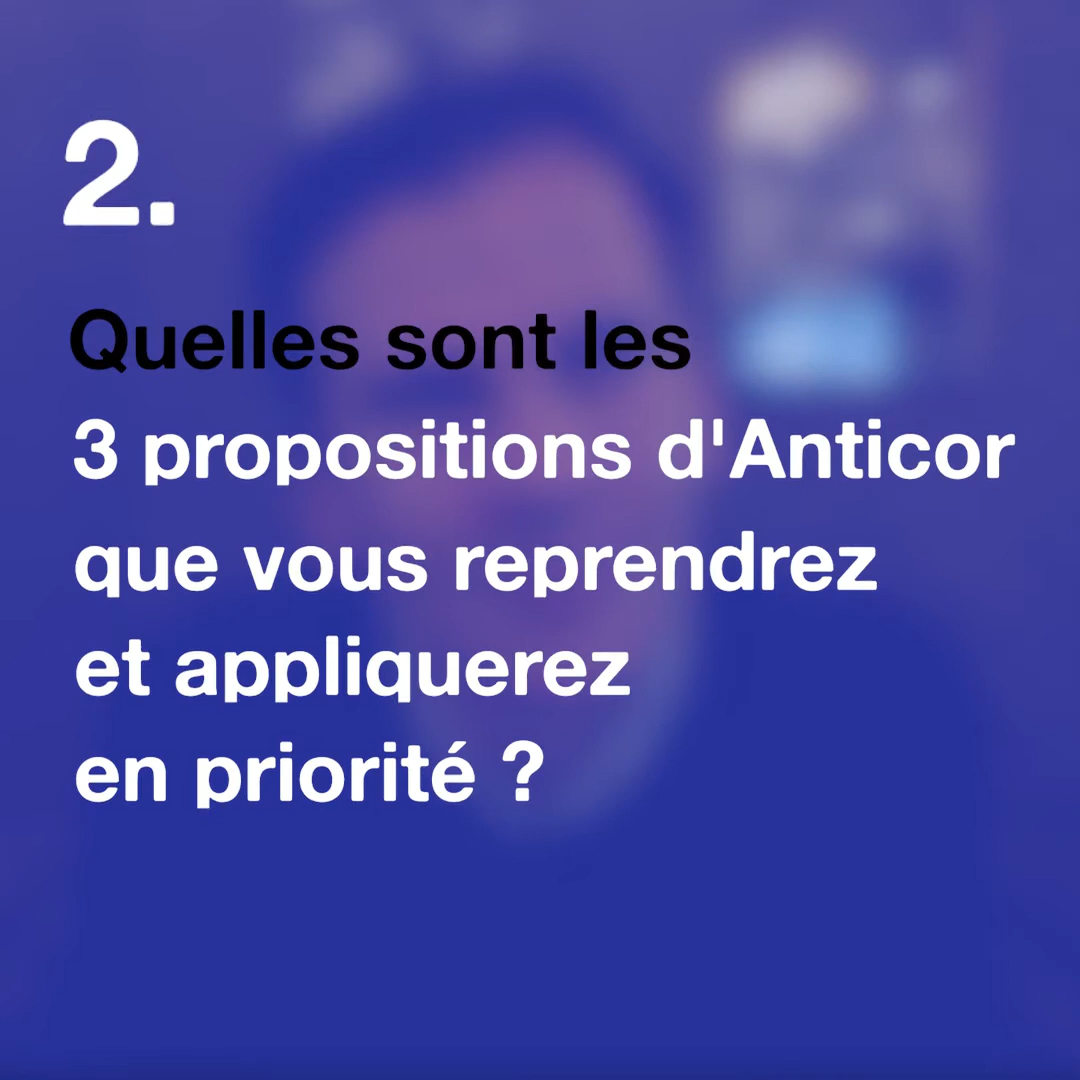 2.
Quelles sont les
3 propositions d'Anticor
que vous reprendrez
et appliquerez
en priorité ?